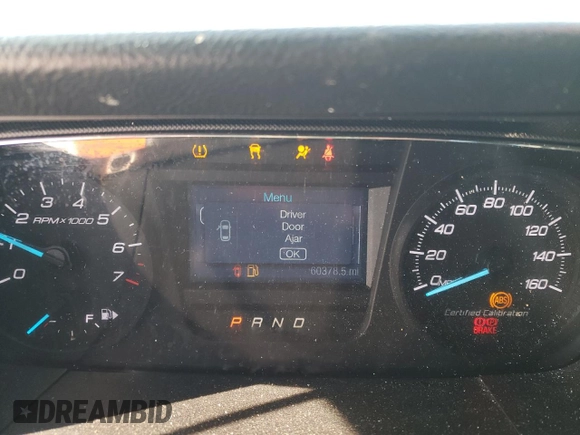 Menu
Driver
Door
Ajar
OK
60378.5 mi
0 1 2 3 4 5 6 7
RPM×1000
F
P R N D
0 20 40 60 80 100 120 140 160
ABS
Certified Calibration
BRAKE
DREAMBID